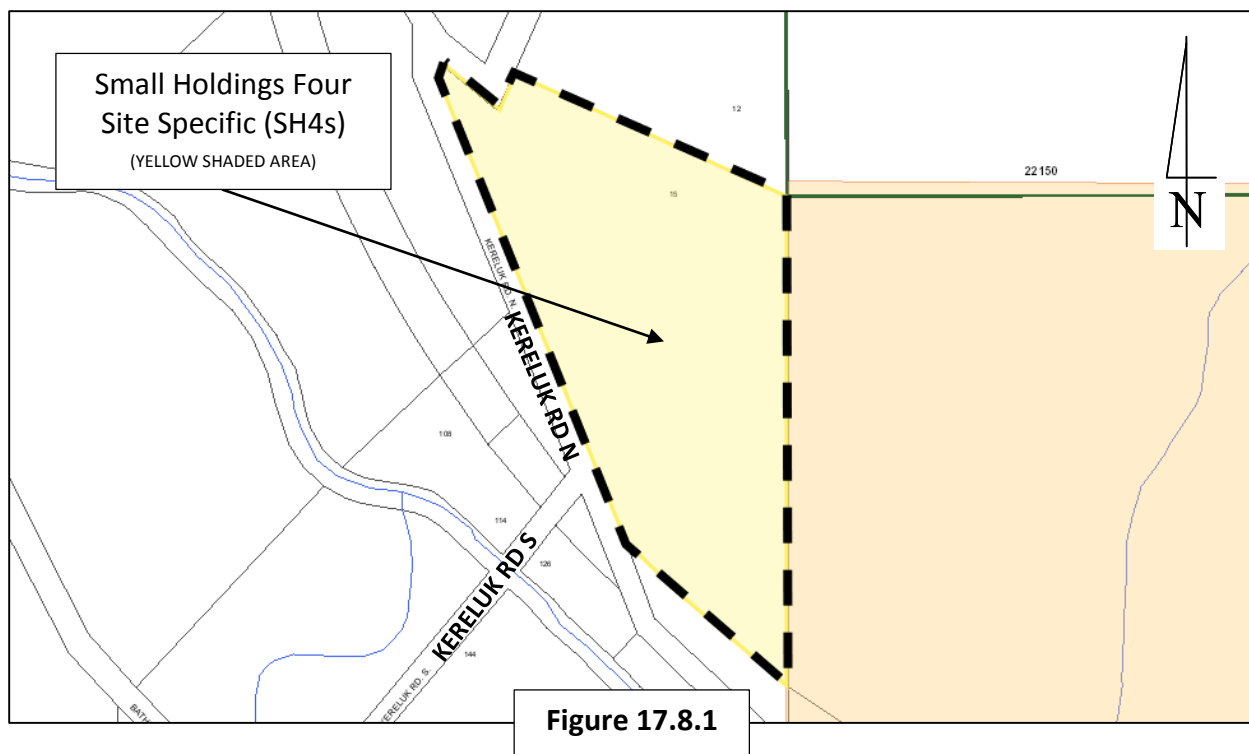 Small Holdings Four
Site Specific (SH4s)
(YELLOW SHADED AREA)
12
15
22150
N
KERELUK RD. N.
KERELUK RD N
108
114
126
KERELUK RD S
144
KERELUK RD. S.
BATH
Figure 17.8.1